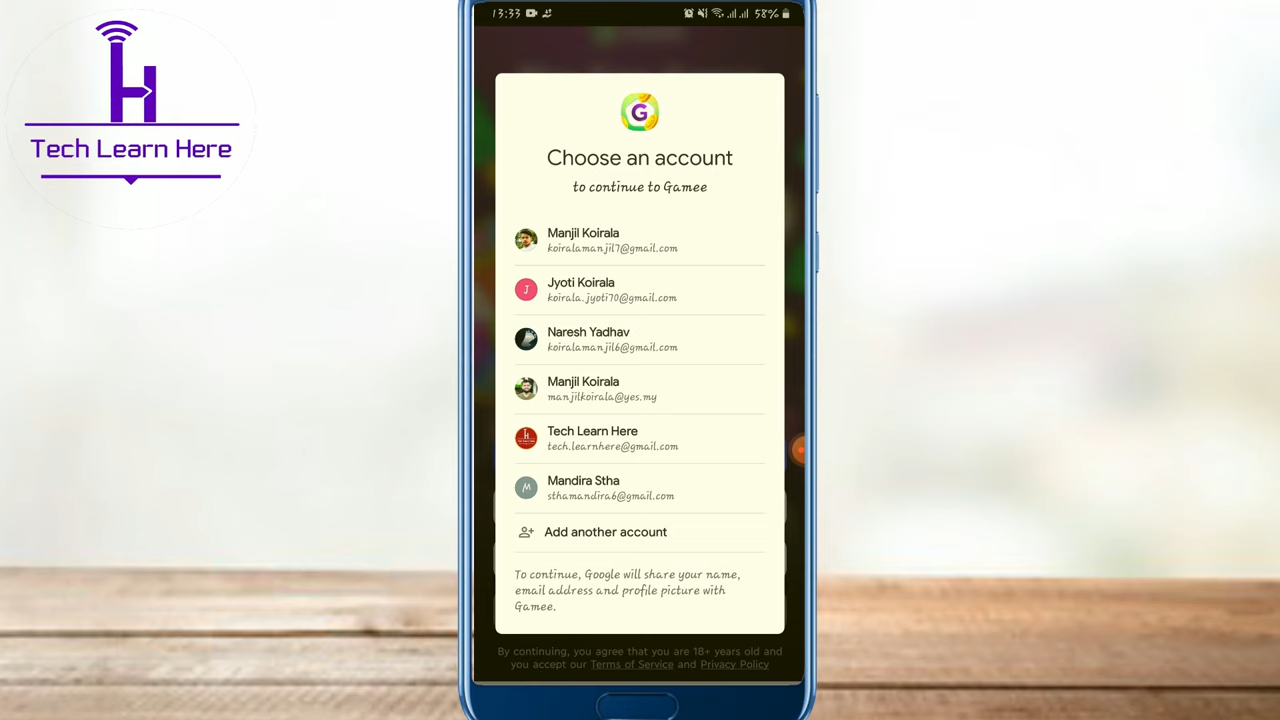 Tech Learn Here
13:33
58%
Choose an account
to continue to Gamee
Manjil Koirala
koiralamanjil7@gmail.com
J
Jyoti Koirala
koirala.jyoti70@gmail.com
Naresh Yadhav
koiralamanjil6@gmail.com
Manjil Koirala
manjilkoirala@yes.my
Tech Learn Here
tech.learnhere@gmail.com
M
Mandira Stha
sthamandira6@gmail.com
Add another account
To continue, Google will share your name,
email address and profile picture with
Gamee.
By continuing, you agree that you are 18+ years old and
you accept our Terms of Service and Privacy Policy